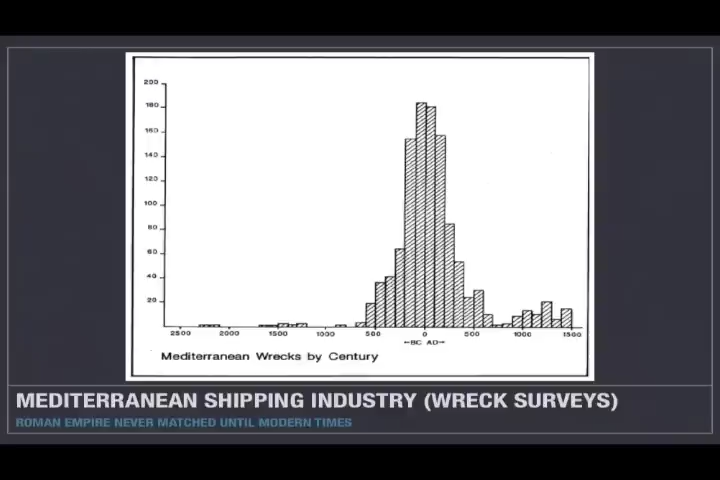 200
180
160
140
120
100
80
60
40
20
2500 2000 1500 1000 500 0 500 1000 1500
←BC AD→
Mediterranean Wrecks by Century
MEDITERRANEAN SHIPPING INDUSTRY (WRECK SURVEYS)
ROMAN EMPIRE NEVER MATCHED UNTIL MODERN TIMES